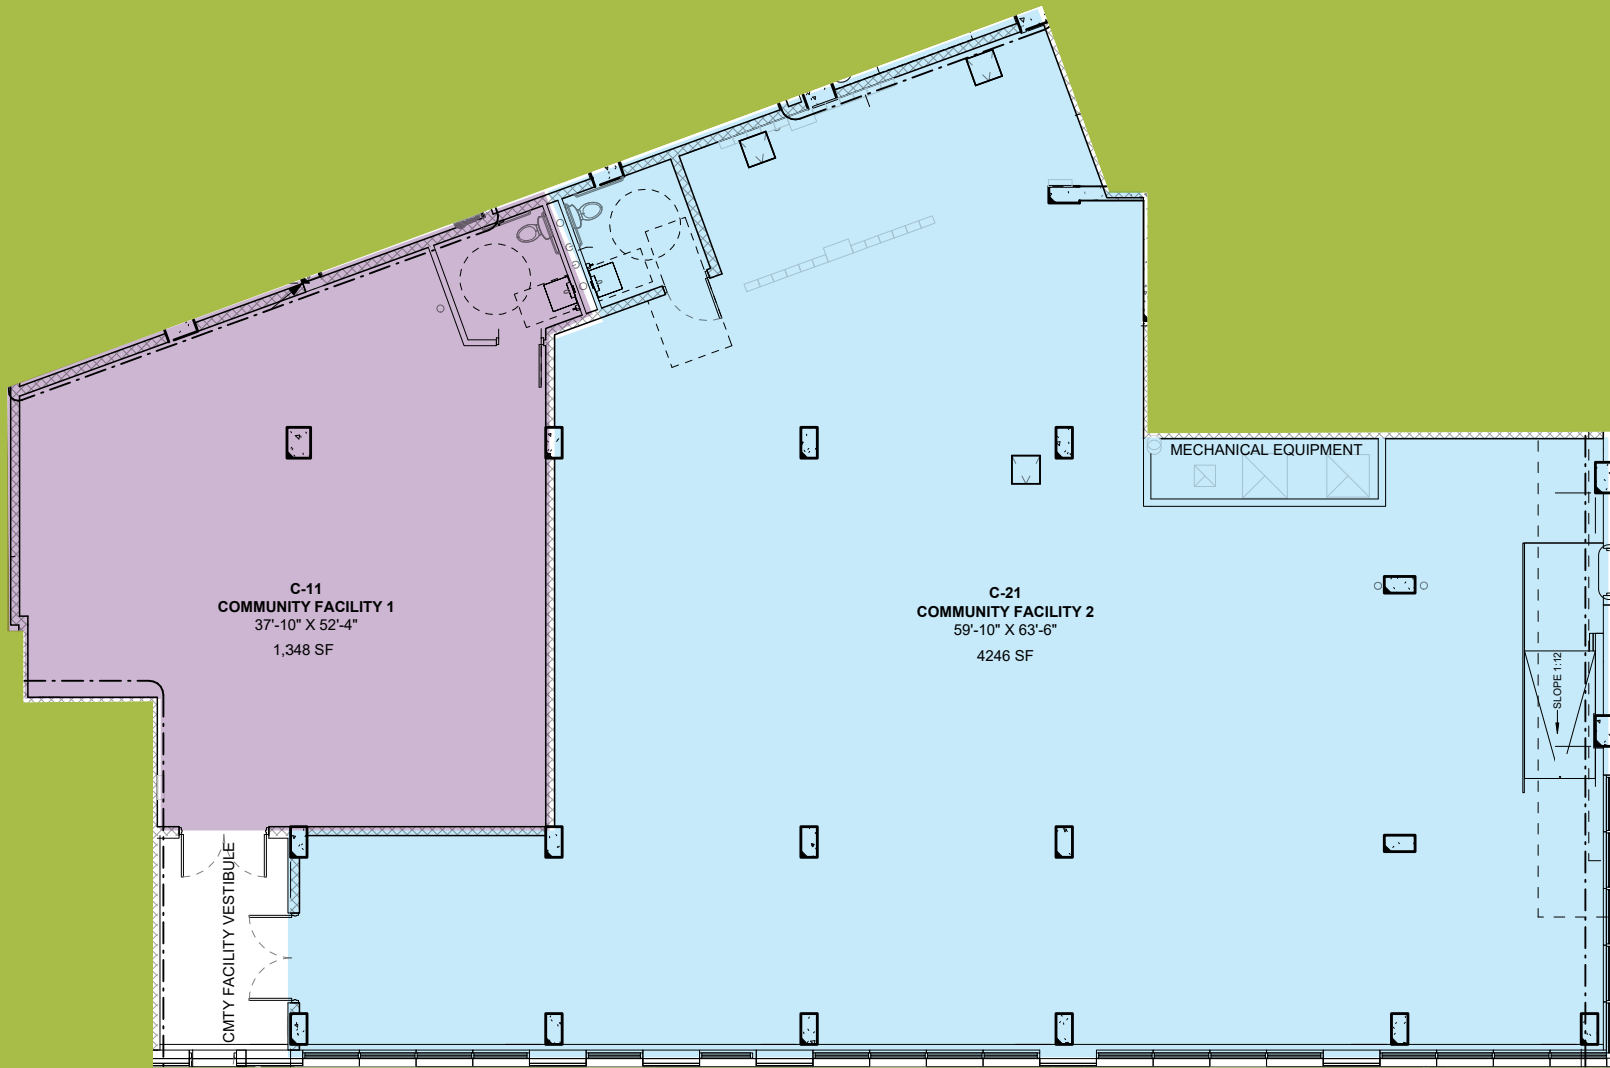 MECHANICAL EQUIPMENT
C-11
COMMUNITY FACILITY 1
37'-10" X 52'-4"
1,348 SF
C-21
COMMUNITY FACILITY 2
59'-10" X 63'-6"
4246 SF
SLOPE 1:12
CMTY FACILITY VESTIBULE